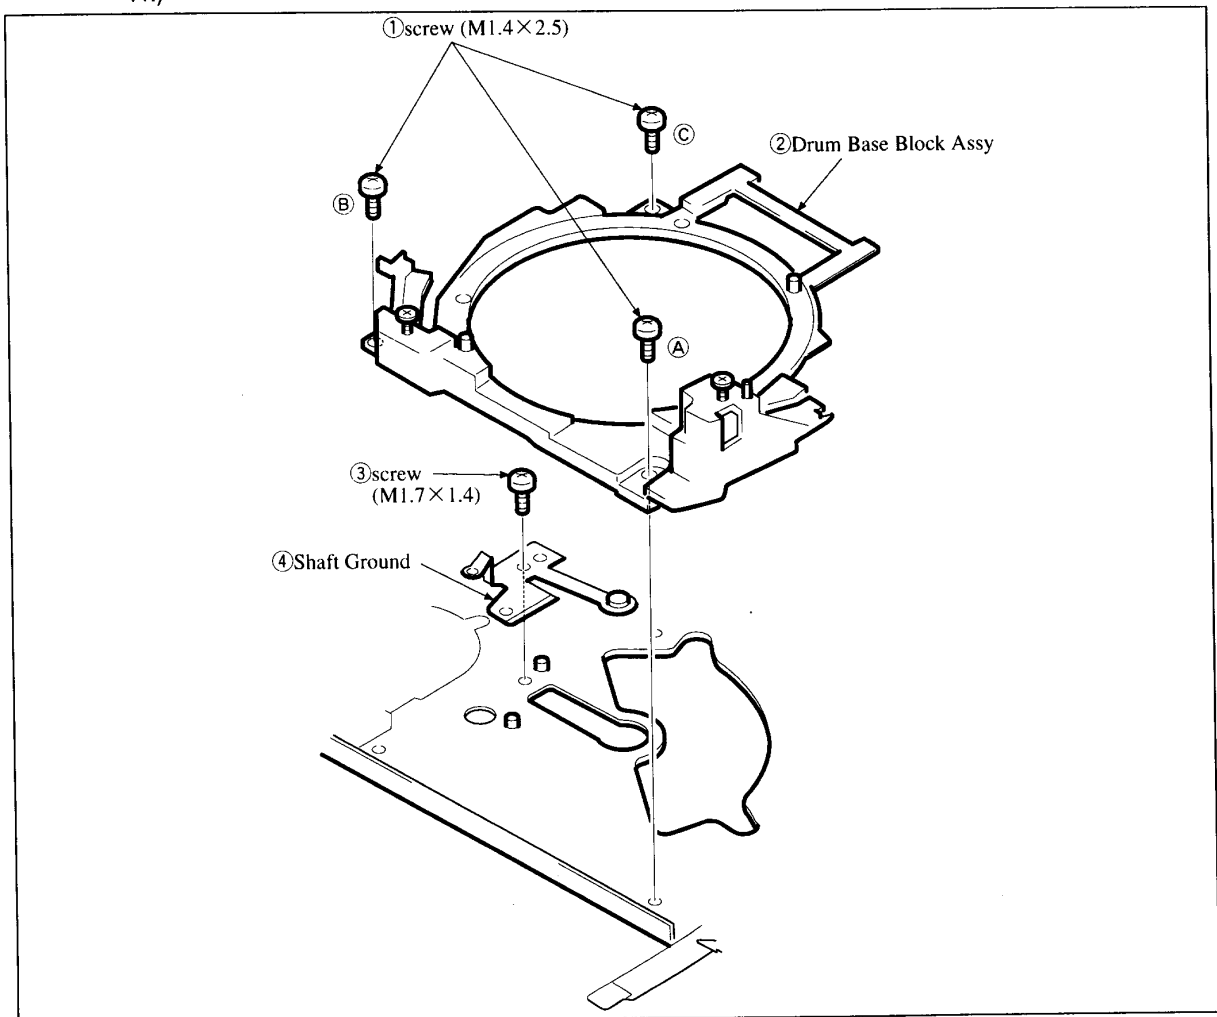 ①screw (M1.4×2.5)
Ⓒ
②Drum Base Block Assy
Ⓑ
Ⓐ
③screw
(M1.7×1.4)
④Shaft Ground